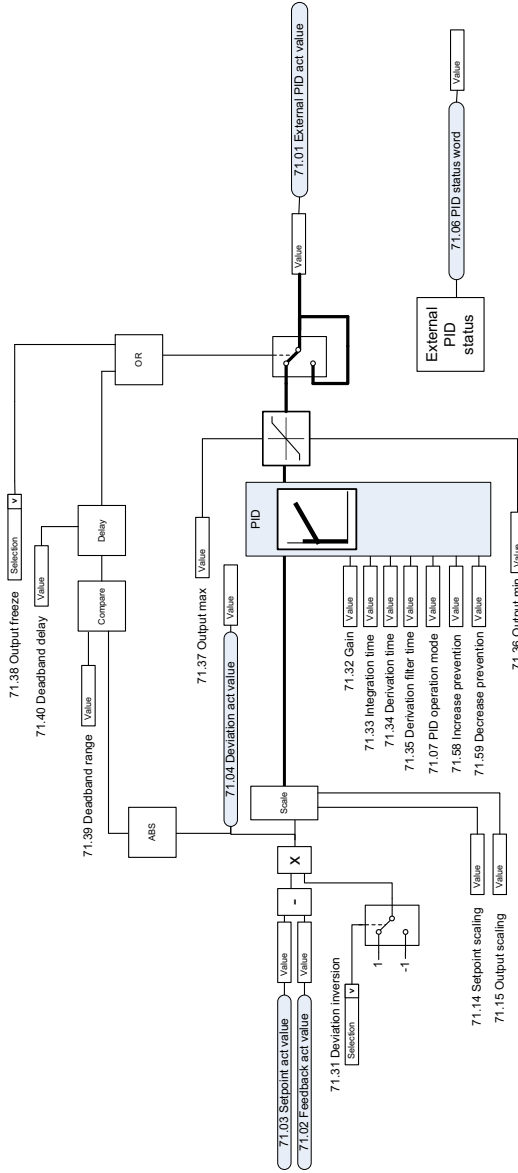 71.38 Output freeze
Selection
v
71.40 Deadband delay
Value
71.39 Deadband range
Value
Compare
Delay
OR
ABS
71.37 Output max
Value
71.04 Deviation act value
Value
71.03 Setpoint act value
Value
71.02 Feedback act value
Value
-
X
Scale
PID
Value
71.01 External PID act value
71.31 Deviation inversion
Selection
v
1
-1
71.14 Setpoint scaling
Value
71.15 Output scaling
Value
71.32 Gain
Value
71.33 Integration time
Value
71.34 Derivation time
Value
71.35 Derivation filter time
Value
71.07 PID operation mode
Value
71.58 Increase prevention
Value
71.59 Decrease prevention
Value
71.36 Output min
Value
External
PID
status
71.06 PID status word
Value